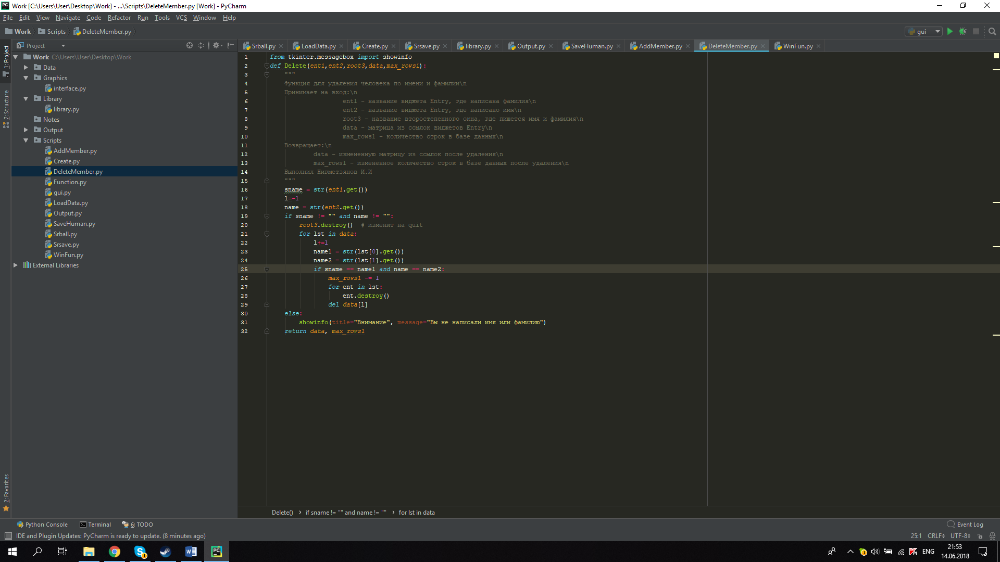 Work [C:\Users\User\Desktop\Work] - ...\Scripts\DeleteMember.py [Work] - PyCharm
File Edit View Navigate Code Refactor Run Tools VCS Window Help
Work Scripts DeleteMember.py gui
Project
Srball.py LoadData.py Create.py Srsave.py library.py Output.py SaveHuman.py AddMember.py DeleteMember.py WinFun.py
1: Project
7: Structure
2: Favorites
Work C:\Users\User\Desktop\Work
Data
Graphics
interface.py
Library
library.py
Notes
Output
Scripts
AddMember.py
Create.py
DeleteMember.py
Function.py
gui.py
LoadData.py
Output.py
SaveHuman.py
Srball.py
Srsave.py
WinFun.py
External Libraries
1 from tkinter.messagebox import showinfo
2 def Delete(ent1,ent2,root3,data,max_rows1):
3 """
4 Функция для удаления человека по имени и фамилии\n
5 Принимает на вход:\n
6 ent1 - название виджета Entry, где написана фамилия\n
7 ent2 - название виджета Entry, где написано имя\n
8 root3 - название второстепенного окна, где пишется имя и фамилия\n
9 data - матрица из ссылок виджетов Entry\n
10 max_rows1 - количество строк в базе данных\n
11 Возвращает:\n
12 data - измененную матрицу из ссылок после удаления\n
13 max_rows1 - измененное количество строк в базе данных после удаления\n
14 Выполнил Нигметзянов И.И
15 """
16 sname = str(ent1.get())
17 l=-1
18 name = str(ent2.get())
19 if sname != "" and name != "":
20 root3.destroy() # изменит на quit
21 for lst in data:
22 l+=1
23 name1 = str(lst[0].get())
24 name2 = str(lst[1].get())
25 if sname == name1 and name == name2:
26 max_rows1 -= 1
27 for ent in lst:
28 ent.destroy()
29 del data[l]
30 else:
31 showinfo(title="Внимание", message="Вы не написали имя или фамилию")
32 return data, max_rows1
Delete() › if sname != "" and name != "" › for lst in data
Python Console Terminal 6: TODO Event Log
IDE and Plugin Updates: PyCharm is ready to update. (8 minutes ago) 25:1 CRLF UTF-8
ENG 21:53
14.06.2018